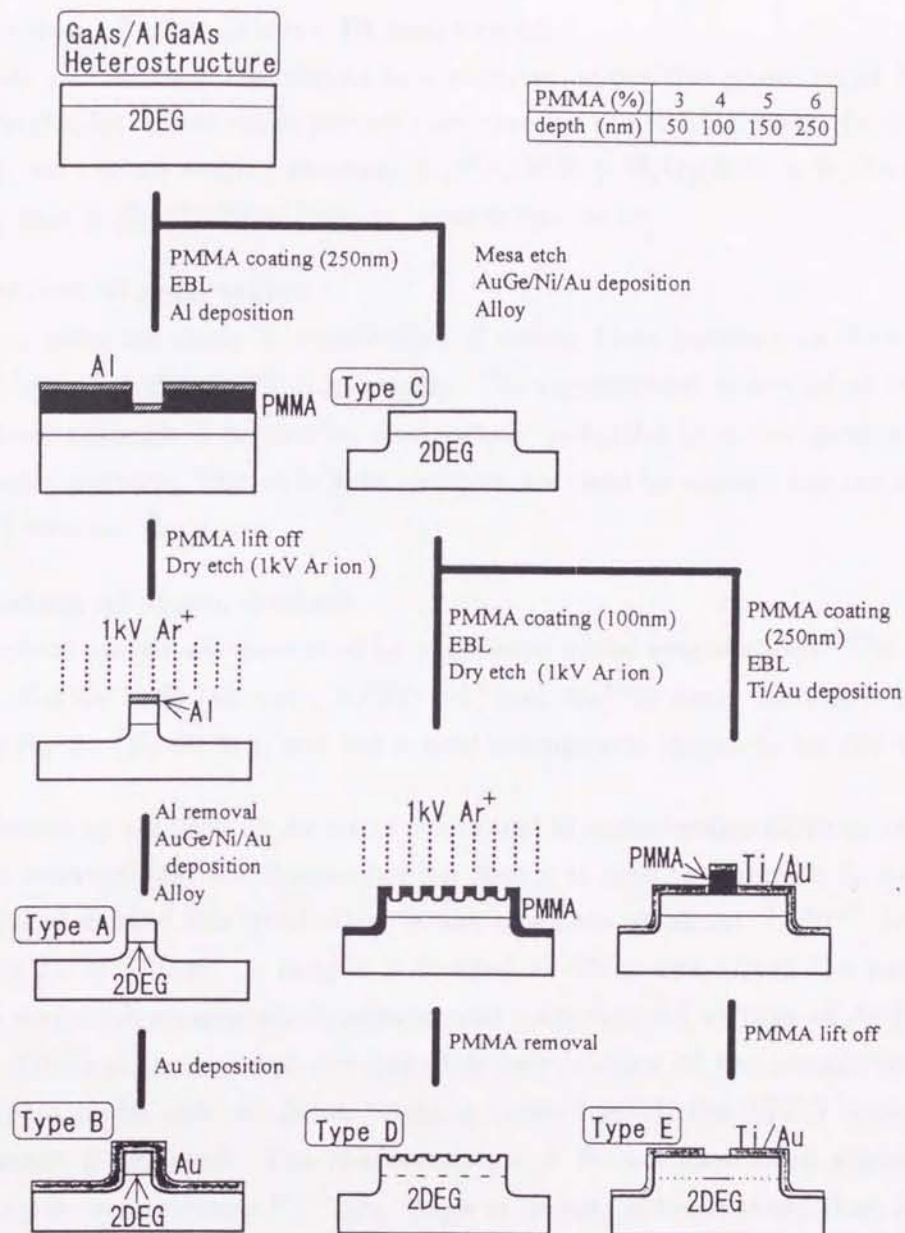 GaAs/AlGaAs
Heterostructure
2DEG
PMMA (%) 3 4 5 6
depth (nm) 50 100 150 250
PMMA coating (250nm)
EBL
Al deposition
Mesa etch
AuGe/Ni/Au deposition
Alloy
Al
PMMA
Type C
2DEG
PMMA lift off
Dry etch (1kV Ar ion )
1kV Ar+
Al
PMMA coating (100nm)
EBL
Dry etch (1kV Ar ion )
PMMA coating
(250nm)
EBL
Ti/Au deposition
Al removal
AuGe/Ni/Au
deposition
Alloy
1kV Ar+
PMMA
PMMA
Ti/Au
Type A
2DEG
Au deposition
PMMA removal
PMMA lift off
Type B
Au
2DEG
Type D
2DEG
Type E
Ti/Au
2DEG